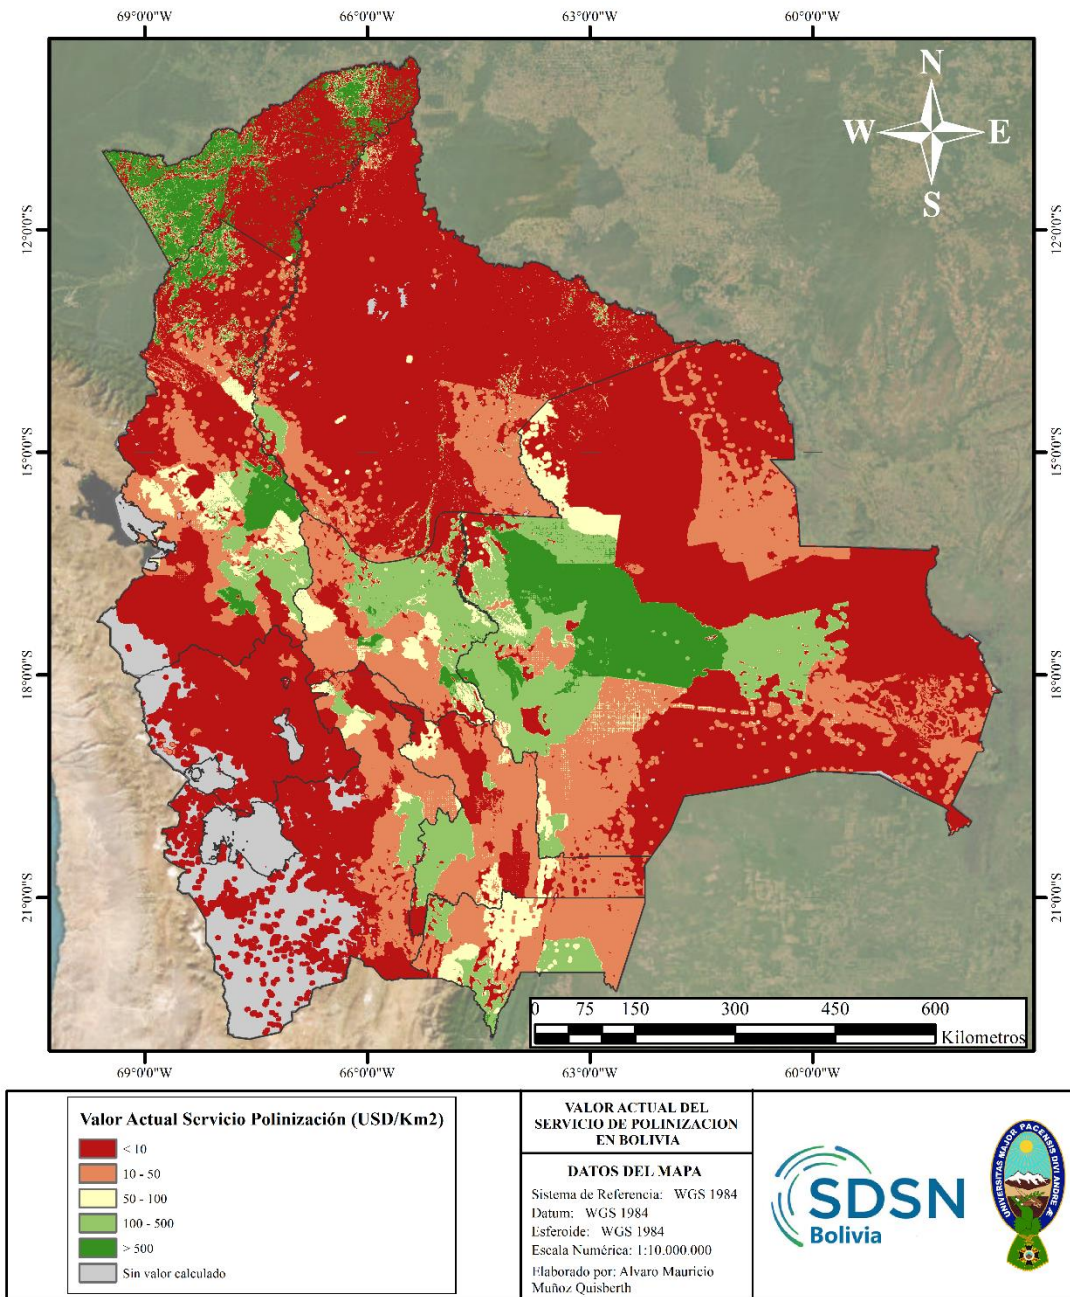 69°0'0"W 66°0'0"W 63°0'0"W 60°0'0"W
N
W E
S
12°0'0"S 12°0'0"S
15°0'0"S 15°0'0"S
18°0'0"S 18°0'0"S
21°0'0"S 21°0'0"S
0 75 150 300 450 600
Kilometros
69°0'0"W 66°0'0"W 63°0'0"W 60°0'0"W
Valor Actual Servicio Polinización (USD/Km2)
< 10
10 - 50
50 - 100
100 - 500
> 500
Sin valor calculado
VALOR ACTUAL DEL
SERVICIO DE POLINIZACION
EN BOLIVIA
DATOS DEL MAPA
Sistema de Referencia: WGS 1984
Datum: WGS 1984
Esferoide: WGS 1984
Escala Numérica: 1:10.000.000
Elaborado por: Alvaro Mauricio
Muñoz Quisberth
SDSN
Bolivia
UNIVERSITAS MAJOR PACENSIS DIVI ANDRE Æ